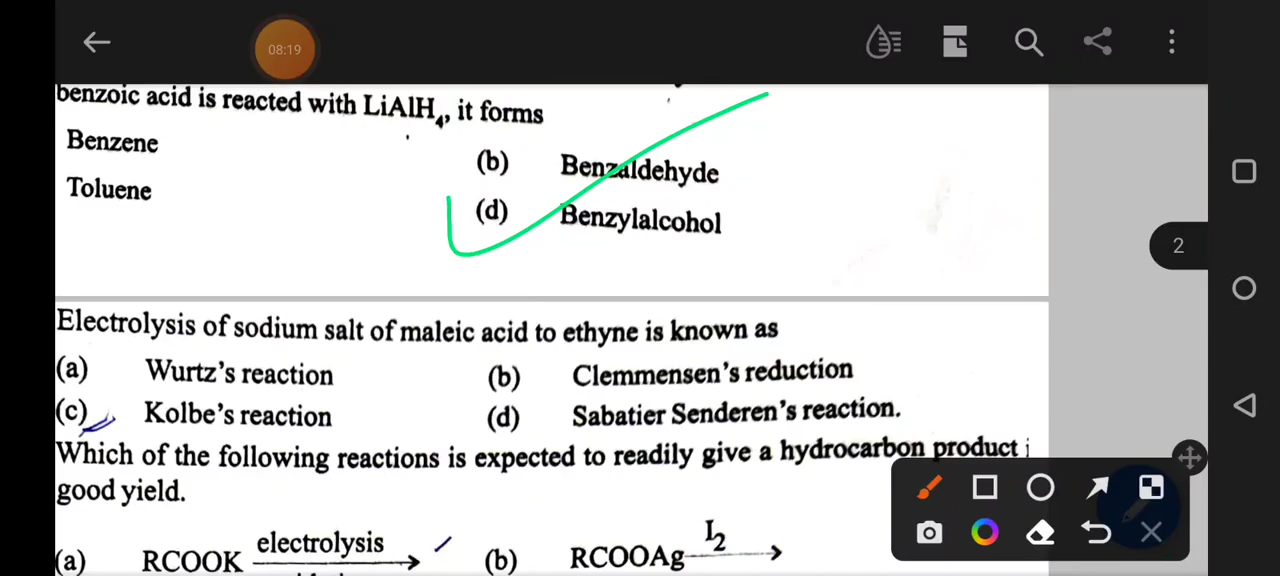 08:19
benzoic acid is reacted with LiAlH4, it forms
Benzene
(b) Benzaldehyde
Toluene
(d) Benzylalcohol
2
Electrolysis of sodium salt of maleic acid to ethyne is known as
(a) Wurtz's reaction (b) Clemmensen's reduction
(c) Kolbe's reaction (d) Sabatier Senderen's reaction.
Which of the following reactions is expected to readily give a hydrocarbon product
good yield.
(a) RCOOK electrolysis → (b) RCOOAg I2 →